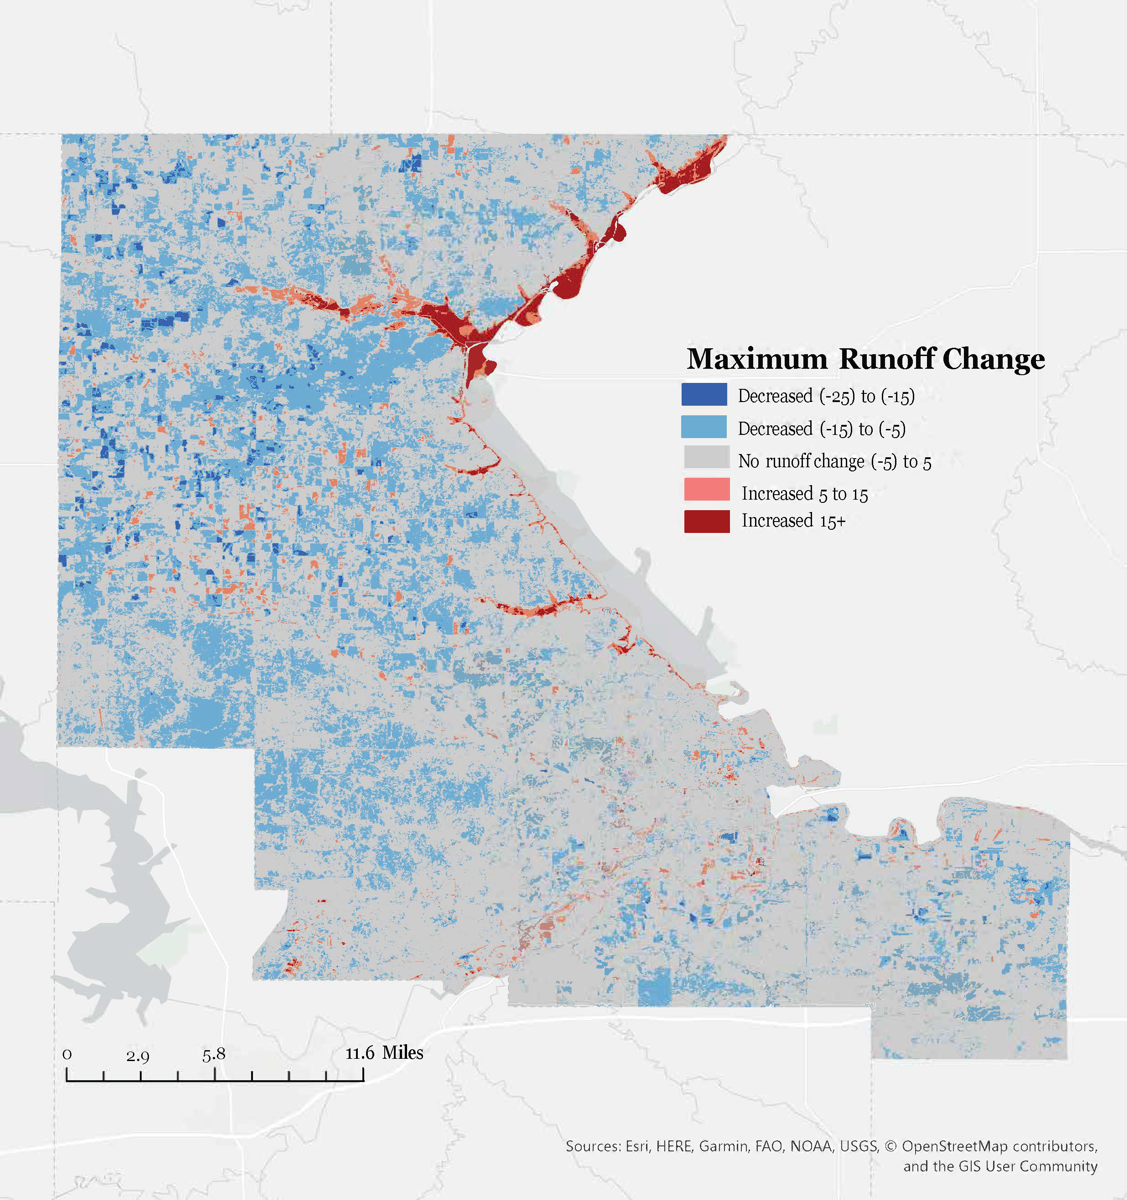 Maximum Runoff Change
Decreased (-25) to (-15)
Decreased (-15) to (-5)
No runoff change (-5) to 5
Increased 5 to 15
Increased 15+
0 2.9 5.8 11.6 Miles
Sources: Esri, HERE, Garmin, FAO, NOAA, USGS, © OpenStreetMap contributors,
and the GIS User Community